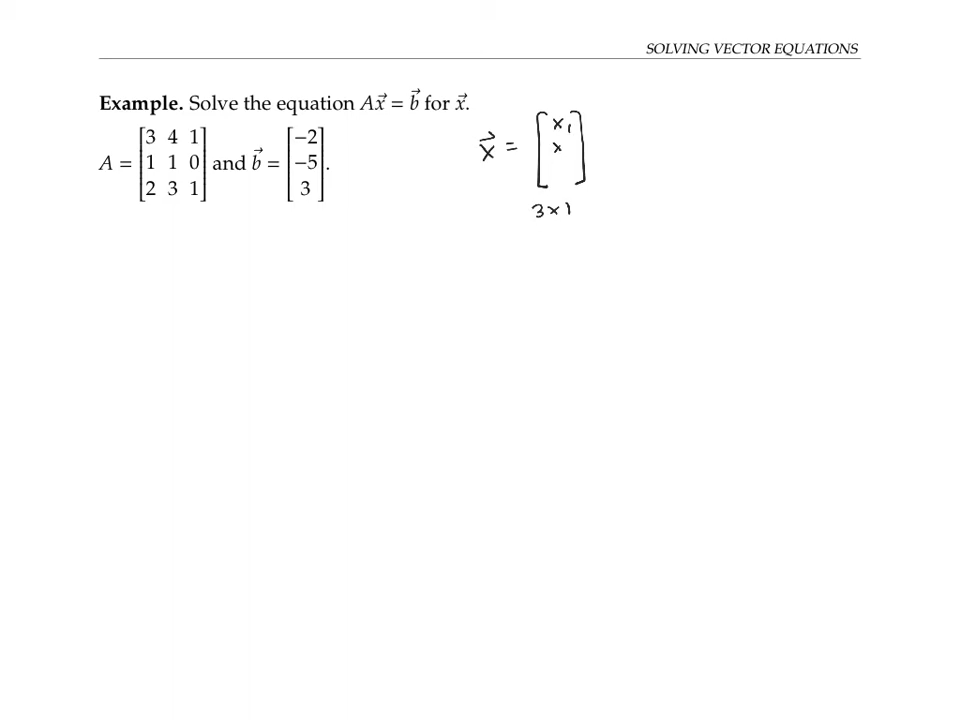 SOLVING VECTOR EQUATIONS
Example. Solve the equation Ax⃗ = b⃗ for x⃗.
A = [3 4 1; 1 1 0; 2 3 1] and b⃗ = [−2; −5; 3].
x⃗ = [x₁; x]
3×1